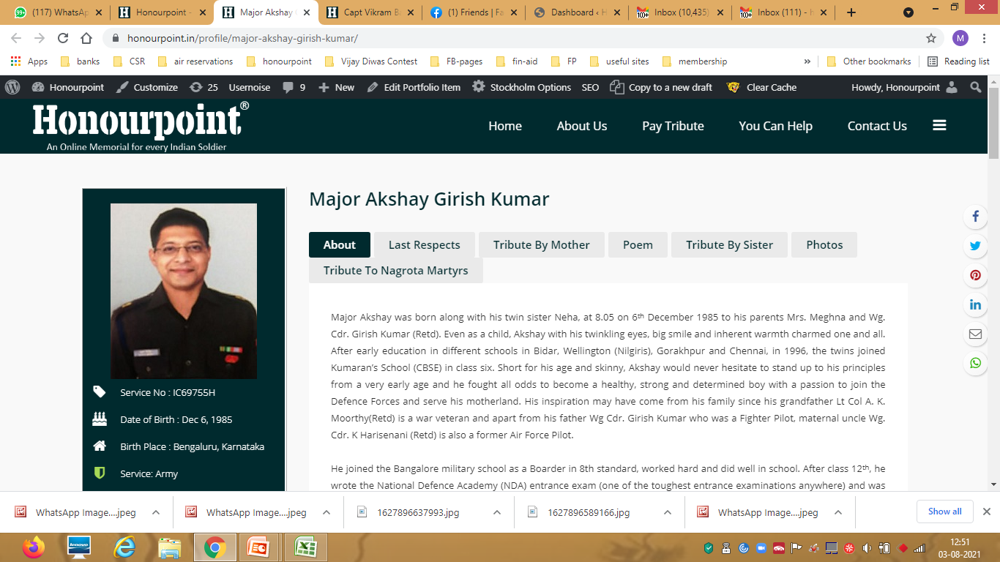 (117) WhatsAp
Honourpoint -
Major Akshay
Capt Vikram Ba
(1) Friends | Fa
Dashboard ‹ H
Inbox (10,435)
Inbox (111) - h
honourpoint.in/profile/major-akshay-girish-kumar/
M
Apps banks CSR air reservations honourpoint Vijay Diwas Contest FB-pages fin-aid FP useful sites membership » Other bookmarks Reading list
Honourpoint Customize 25 Usernoise 9 + New Edit Portfolio Item Stockholm Options SEO Copy to a new draft Clear Cache Howdy, Honourpoint
Honourpoint®
An Online Memorial for every Indian Soldier
Home About Us Pay Tribute You Can Help Contact Us
Service No : IC69755H
Date of Birth : Dec 6, 1985
Birth Place : Bengaluru, Karnataka
Service: Army
Major Akshay Girish Kumar
About Last Respects Tribute By Mother Poem Tribute By Sister Photos
Tribute To Nagrota Martyrs
Major Akshay was born along with his twin sister Neha, at 8.05 on 6th December 1985 to his parents Mrs. Meghna and Wg.
Cdr. Girish Kumar (Retd). Even as a child, Akshay with his twinkling eyes, big smile and inherent warmth charmed one and all.
After early education in different schools in Bidar, Wellington (Nilgiris), Gorakhpur and Chennai, in 1996, the twins joined
Kumaran's School (CBSE) in class six. Short for his age and skinny, Akshay would never hesitate to stand up to his principles
from a very early age and he fought all odds to become a healthy, strong and determined boy with a passion to join the
Defence Forces and serve his motherland. His inspiration may have come from his family since his grandfather Lt Col A. K.
Moorthy(Retd) is a war veteran and apart from his father Wg Cdr. Girish Kumar who was a Fighter Pilot, maternal uncle Wg.
Cdr. K Harisenani (Retd) is also a former Air Force Pilot.
He joined the Bangalore military school as a Boarder in 8th standard, worked hard and did well in school. After class 12th, he
wrote the National Defence Academy (NDA) entrance exam (one of the toughest entrance examinations anywhere) and was
WhatsApp Image....jpeg
WhatsApp Image....jpeg
1627896637993.jpg
1627896589166.jpg
WhatsApp Image....jpeg
Show all
12:51
03-08-2021